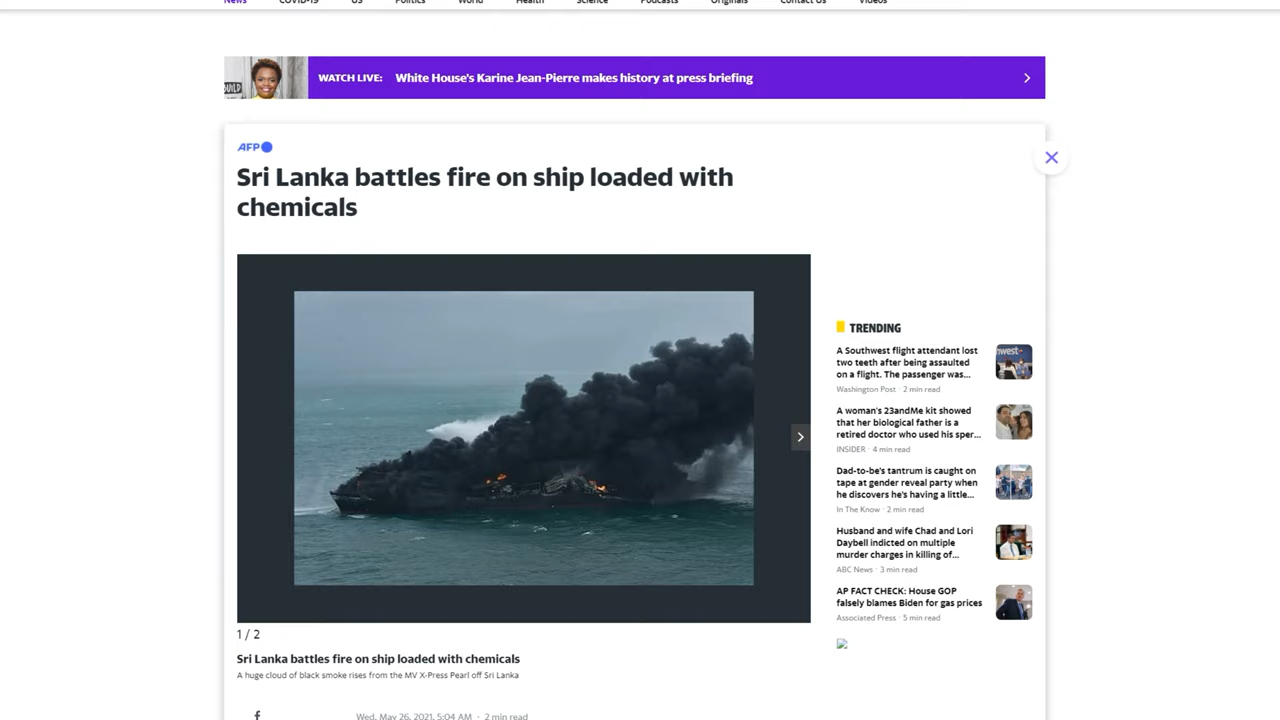 News COVID-19 US Politics World Health Science Podcasts Originals Contact Us Videos
BUILD
WATCH LIVE: White House's Karine Jean-Pierre makes history at press briefing
AFP
Sri Lanka battles fire on ship loaded with
chemicals
TRENDING
A Southwest flight attendant lost
two teeth after being assaulted
on a flight. The passenger was...
Washington Post · 2 min read
A woman's 23andMe kit showed
that her biological father is a
retired doctor who used his sper...
INSIDER · 4 min read
Dad-to-be's tantrum is caught on
tape at gender reveal party when
he discovers he's having a little...
In The Know · 2 min read
Husband and wife Chad and Lori
Daybell indicted on multiple
murder charges in killing of...
ABC News · 3 min read
AP FACT CHECK: House GOP
falsely blames Biden for gas prices
Associated Press · 5 min read
1 / 2
Sri Lanka battles fire on ship loaded with chemicals
A huge cloud of black smoke rises from the MV X-Press Pearl off Sri Lanka
Wed, May 26, 2021, 5:04 AM · 2 min read